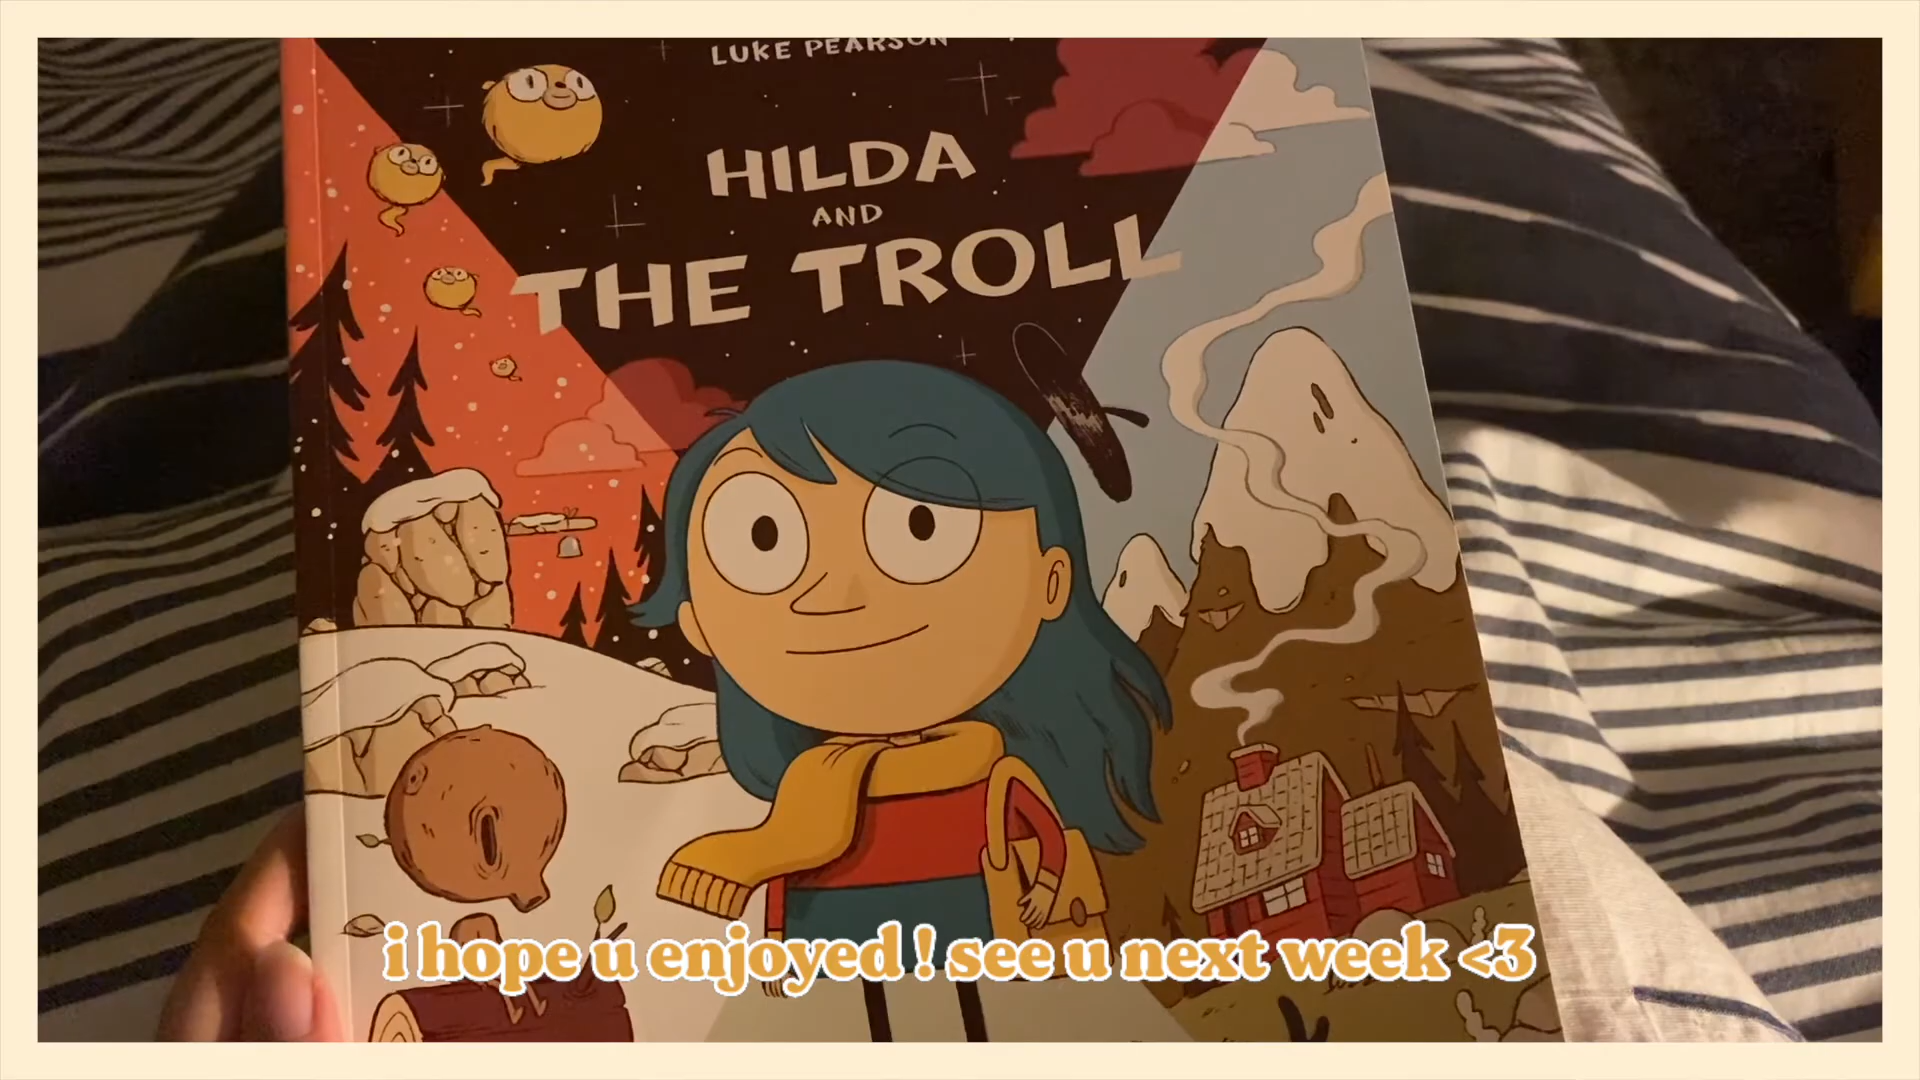 LUKE PEARSON
HILDA
AND
THE TROLL
i hope u enjoyed ! see u next week <3